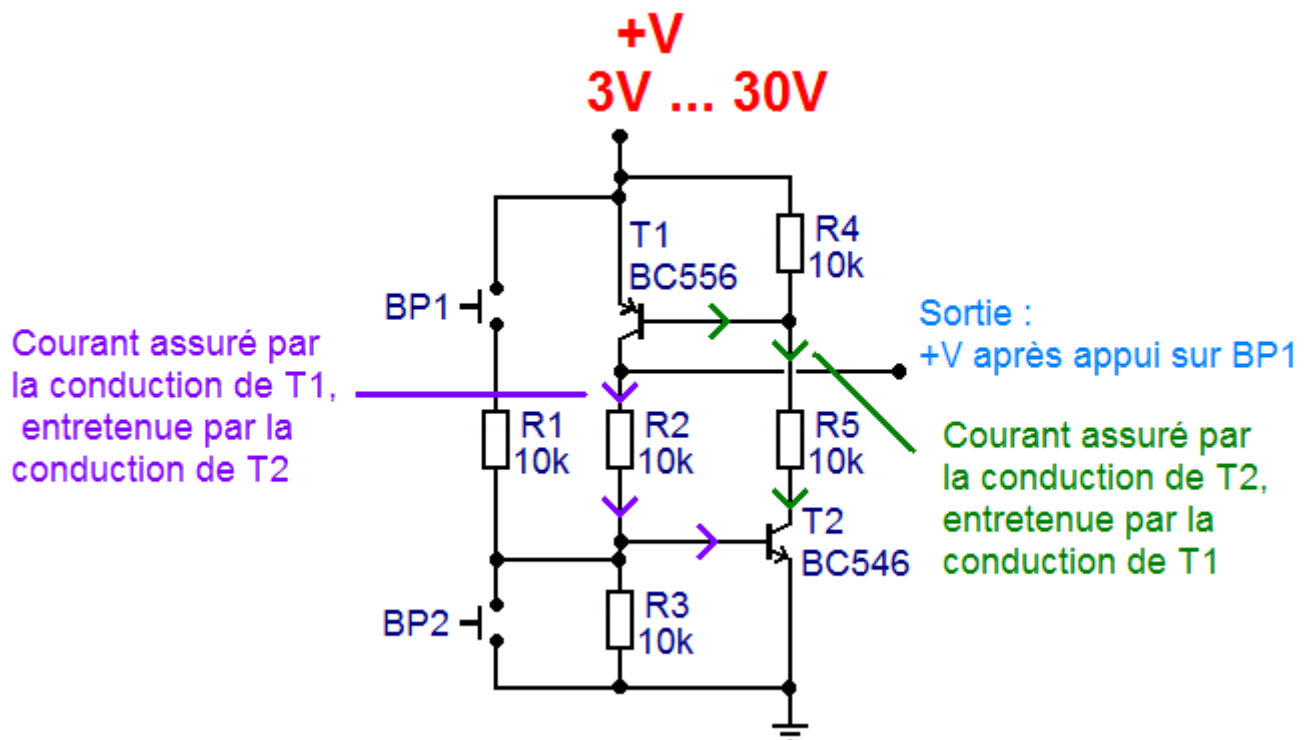 +V
3V ... 30V
T1
BC556
R4
10k
BP1
Sortie :
+V après appui sur BP1
Courant assuré par
la conduction de T1,
entretenue par la
conduction de T2
R1
10k
R2
10k
R5
10k
Courant assuré par
la conduction de T2,
entretenue par la
conduction de T1
T2
BC546
BP2
R3
10k